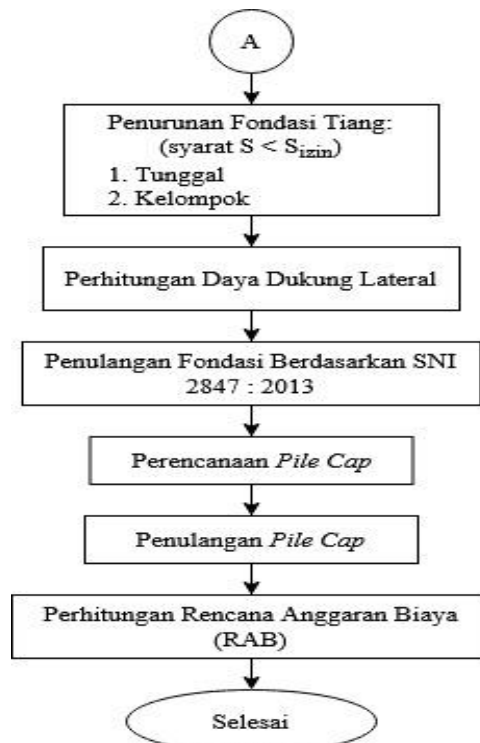 A
Penurunan Fondasi Tiang:
(syarat S < Sizin)
1. Tunggal
2. Kelompok
Perhitungan Daya Dukung Lateral
Penulangan Fondasi Berdasarkan SNI
2847 : 2013
Perencanaan Pile Cap
Penulangan Pile Cap
Perhitungan Rencana Anggaran Biaya
(RAB)
Selesai